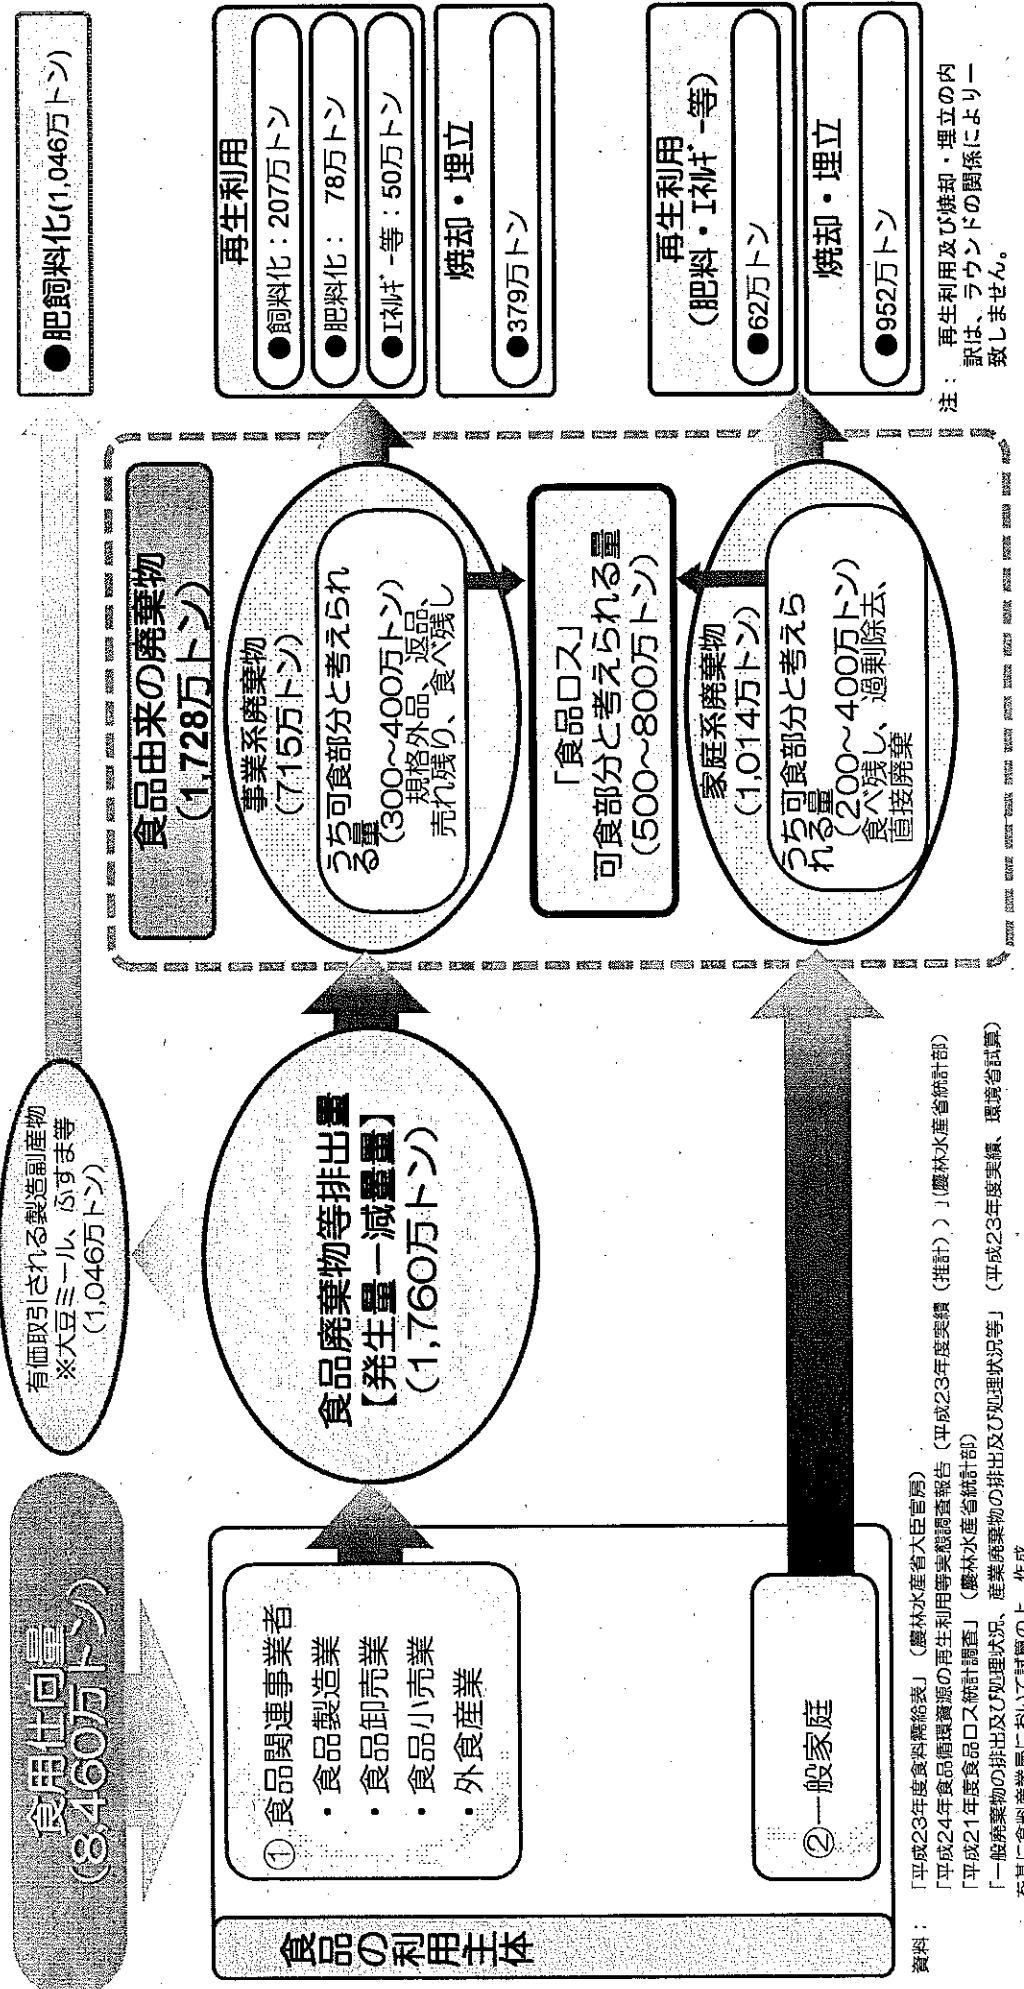 食用仕向量
(8,460万トン)
有価取引される製造副産物
※大豆ミール、ふすま等
(1,046万トン)
●肥飼料化(1,046万トン)
食品の利用主体
①食品関連事業者
・食品製造業
・食品卸売業
・食品小売業
・外食産業
②一般家庭
食品廃棄物等排出量
【発生量－減量量】
(1,760万トン)
食品由来の廃棄物
(1,728万トン)
事業系廃棄物
(715万トン)
うち可食部分と考えられ
る量
(300~400万トン)
規格外品、返品、
売れ残り、食べ残し
「食品ロス」
可食部分と考えられる量
(500~800万トン)
家庭系廃棄物
(1,014万トン)
うち可食部分と考えら
れる量
(200~400万トン)
食べ残し、過剰除去、
直接廃棄
再生利用
●飼料化：207万トン
●肥料化： 78万トン
●ｴﾈﾙｷﾞｰ等：50万トン
焼却・埋立
●379万トン
再生利用
(肥料・ｴﾈﾙｷﾞｰ等)
●62万トン
焼却・埋立
●952万トン
注： 再生利用及び焼却・埋立の内
訳は、ラウンドの関係により一
致しません。
資料： 「平成23年度食料需給表」（農林水産省大臣官房）
「平成24年食品循環資源の再生利用等実態調査報告（平成23年度実績（推計））」（農林水産省統計部）
「平成21年度食品ロス統計調査」（農林水産省統計部）
「一般廃棄物の排出及び処理状況、産業廃棄物の排出及び処理状況等」（平成23年度実績、環境省試算）
を基に食料産業局において試算の上、作成